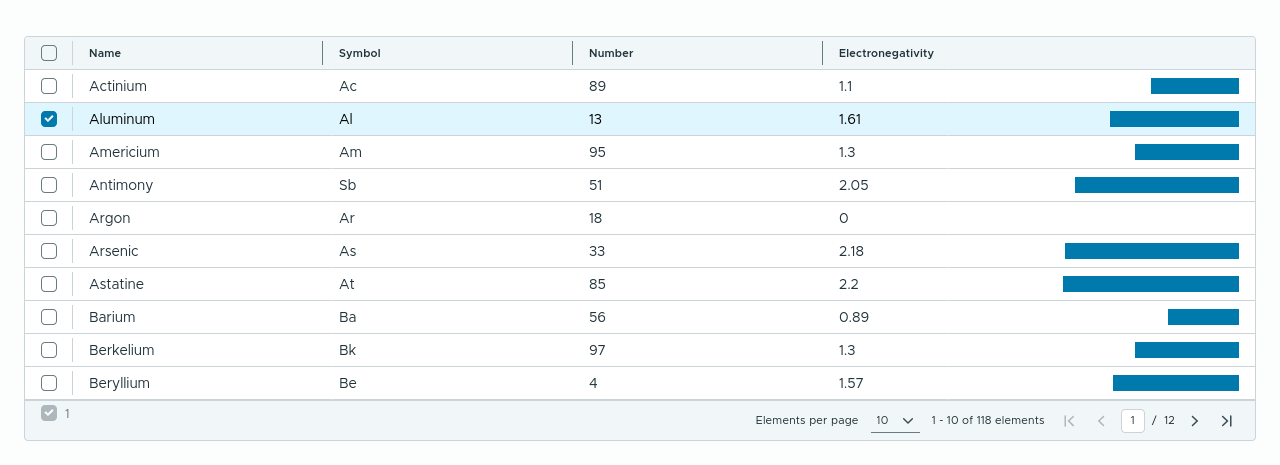 Name Symbol Number Electronegativity
Actinium Ac 89 1.1
Aluminum Al 13 1.61
Americium Am 95 1.3
Antimony Sb 51 2.05
Argon Ar 18 0
Arsenic As 33 2.18
Astatine At 85 2.2
Barium Ba 56 0.89
Berkelium Bk 97 1.3
Beryllium Be 4 1.57
1 Elements per page 10 1 - 10 of 118 elements 1 / 12